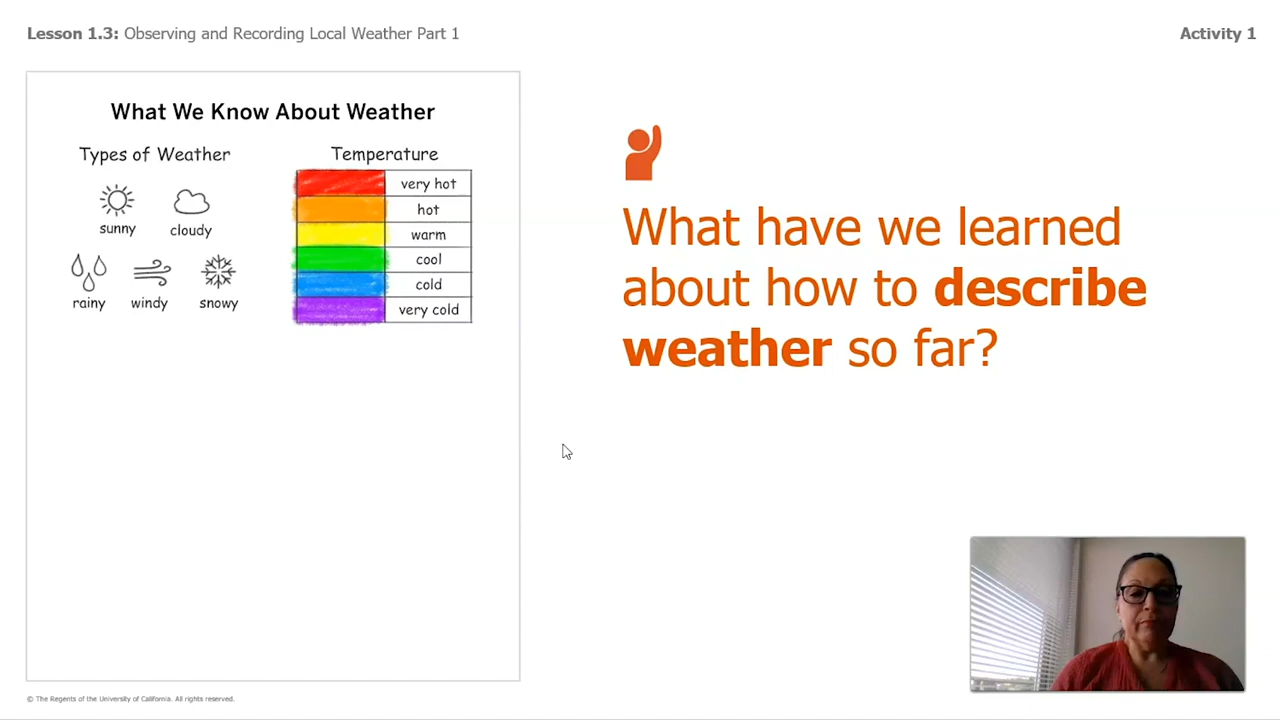 Lesson 1.3: Observing and Recording Local Weather Part 1
Activity 1
What We Know About Weather
Types of Weather
sunny
cloudy
rainy
windy
snowy
Temperature
very hot
hot
warm
cool
cold
very cold
What have we learned
about how to describe
weather so far?
© The Regents of the University of California. All rights reserved.